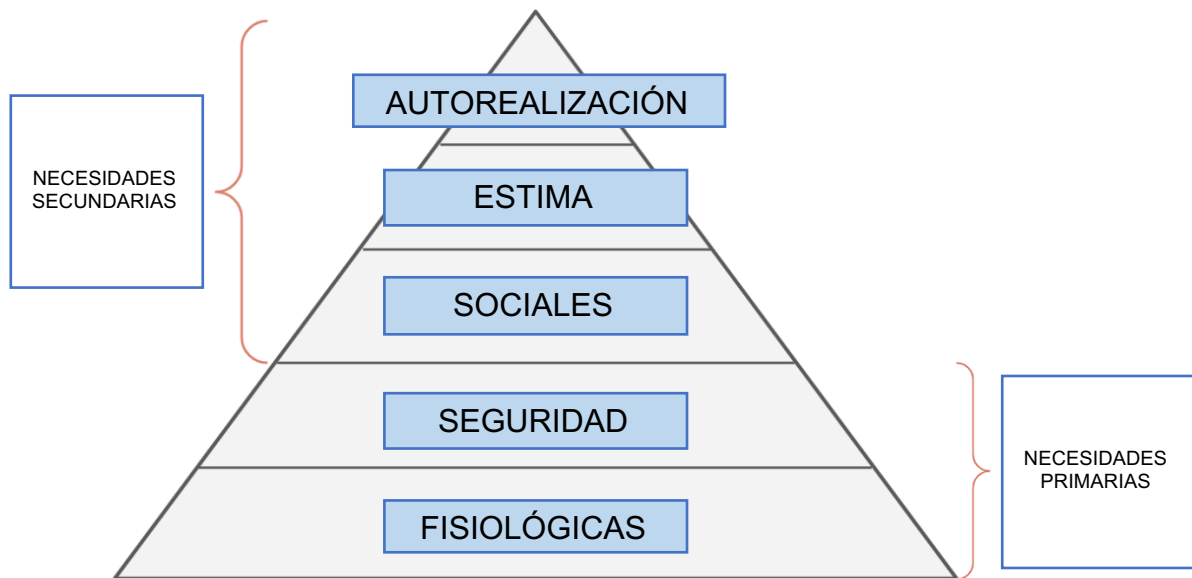 AUTOREALIZACIÓN
NECESIDADES
SECUNDARIAS
ESTIMA
SOCIALES
SEGURIDAD
NECESIDADES
PRIMARIAS
FISIOLÓGICAS